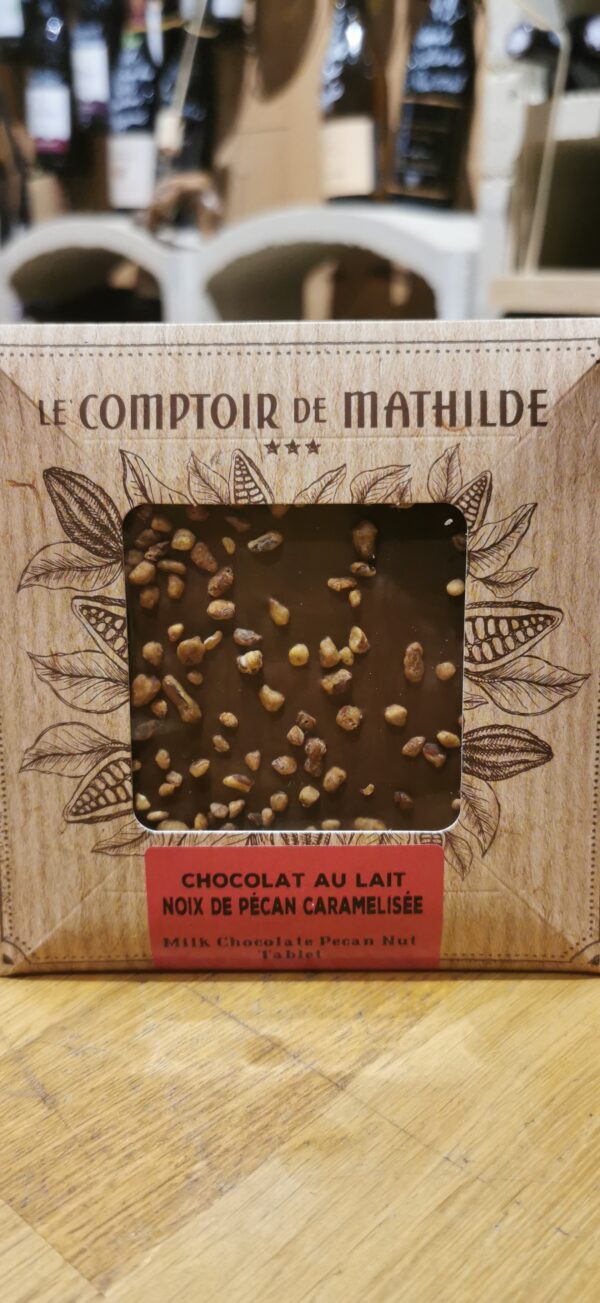 LE COMPTOIR DE MATHILDE
CHOCOLAT AU LAIT
NOIX DE PÉCAN CARAMELISÉE
Milk Chocolate Pecan Nut
Tablet